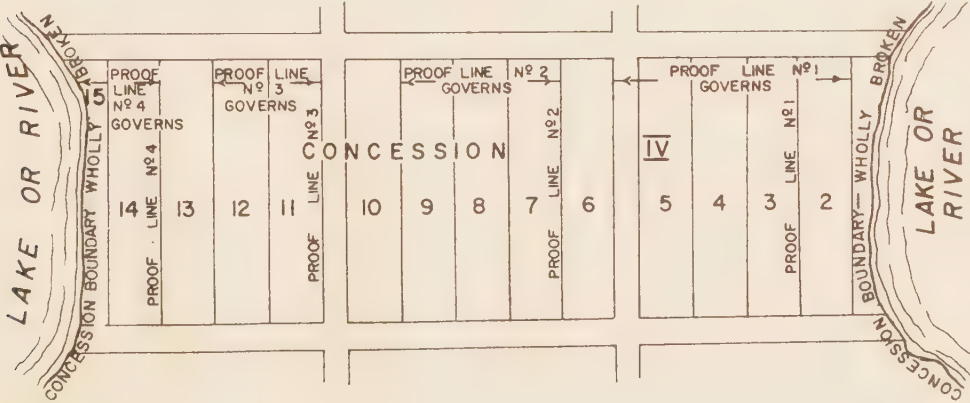 BROKEN
LAKE OR RIVER
CONCESSION BOUNDARY WHOLLY
15
PROOF
LINE
Nº 4
GOVERNS
PROOF LINE
Nº 3
GOVERNS
PROOF LINE Nº 2
GOVERNS
PROOF LINE Nº 1
GOVERNS
BROKEN
CONCESSION
IV
14
PROOF LINE Nº 4
13
12
11
PROOF LINE Nº 3
10
9
8
7
PROOF LINE Nº 2
6
5
4
3
PROOF LINE Nº 1
2
CONCESSION BOUNDARY — WHOLLY
LAKE OR
RIVER